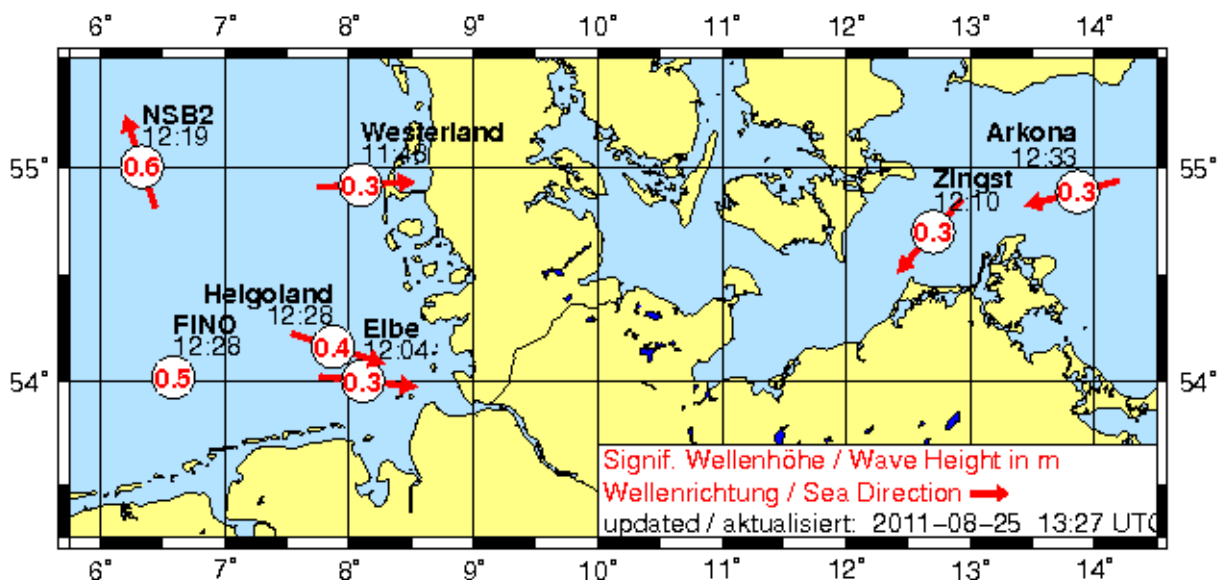 6° 7° 8° 9° 10° 11° 12° 13° 14°
NSB2
12:19
0.6
Westerland
0.3
Arkona
12:33
0.3
Zingst
12:10
0.3
55° 55°
Helgoland
12:28
0.4
FINO
12:28
0.5
Elbe
12:04
0.3
54° 54°
Signif. Wellenhöhe / Wave Height in m
Wellenrichtung / Sea Direction
updated / aktualisiert: 2011-08-25 13:27 UTC
6° 7° 8° 9° 10° 11° 12° 13° 14°